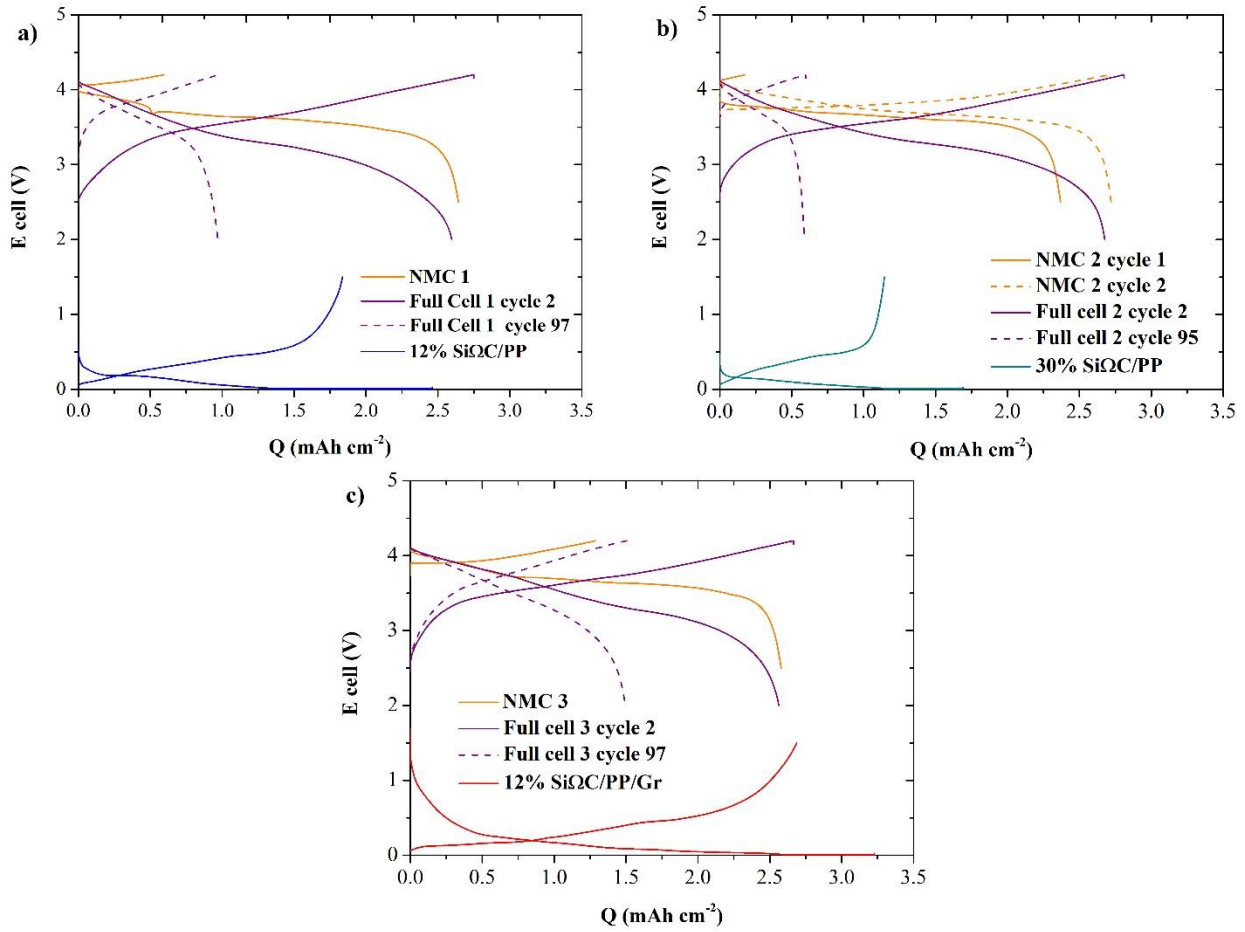 a)
5
4
3
2
1
0
E cell (V)
NMC 1
Full Cell 1 cycle 2
Full Cell 1 cycle 97
12% SiΩC/PP
0.0 0.5 1.0 1.5 2.0 2.5 3.0 3.5
Q (mAh cm-2)
b)
5
4
3
2
1
0
E cell (V)
NMC 2 cycle 1
NMC 2 cycle 2
Full cell 2 cycle 2
Full cell 2 cycle 95
30% SiΩC/PP
0.0 0.5 1.0 1.5 2.0 2.5 3.0 3.5
Q (mAh cm-2)
c)
5
4
3
2
1
0
E cell (V)
NMC 3
Full cell 3 cycle 2
Full cell 3 cycle 97
12% SiΩC/PP/Gr
0.0 0.5 1.0 1.5 2.0 2.5 3.0 3.5
Q (mAh cm-2)